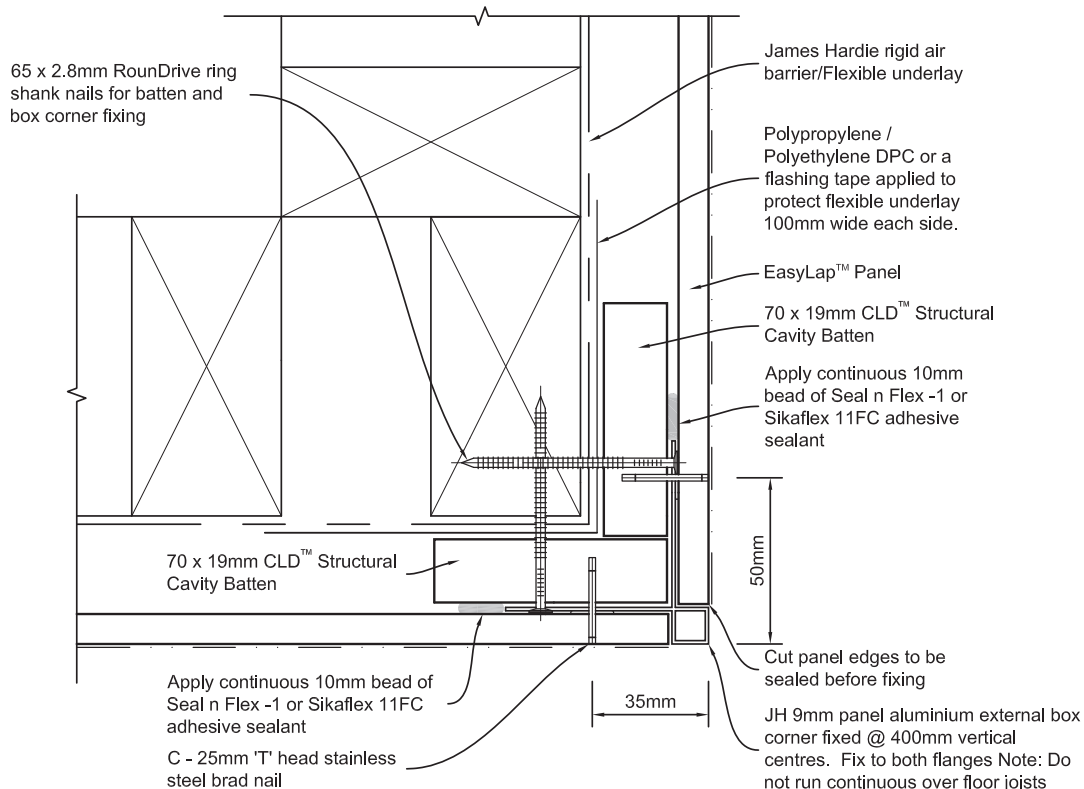 65 x 2.8mm RounDrive ring
shank nails for batten and
box corner fixing
James Hardie rigid air
barrier/Flexible underlay
Polypropylene /
Polyethylene DPC or a
flashing tape applied to
protect flexible underlay
100mm wide each side.
EasyLap™ Panel
70 x 19mm CLD™ Structural
Cavity Batten
Apply continuous 10mm
bead of Seal n Flex -1 or
Sikaflex 11FC adhesive
sealant
50mm
70 x 19mm CLD™ Structural
Cavity Batten
Cut panel edges to be
sealed before fixing
35mm
Apply continuous 10mm bead of
Seal n Flex -1 or Sikaflex 11FC
adhesive sealant
C - 25mm 'T' head stainless
steel brad nail
JH 9mm panel aluminium external box
corner fixed @ 400mm vertical
centres. Fix to both flanges Note: Do
not run continuous over floor joists